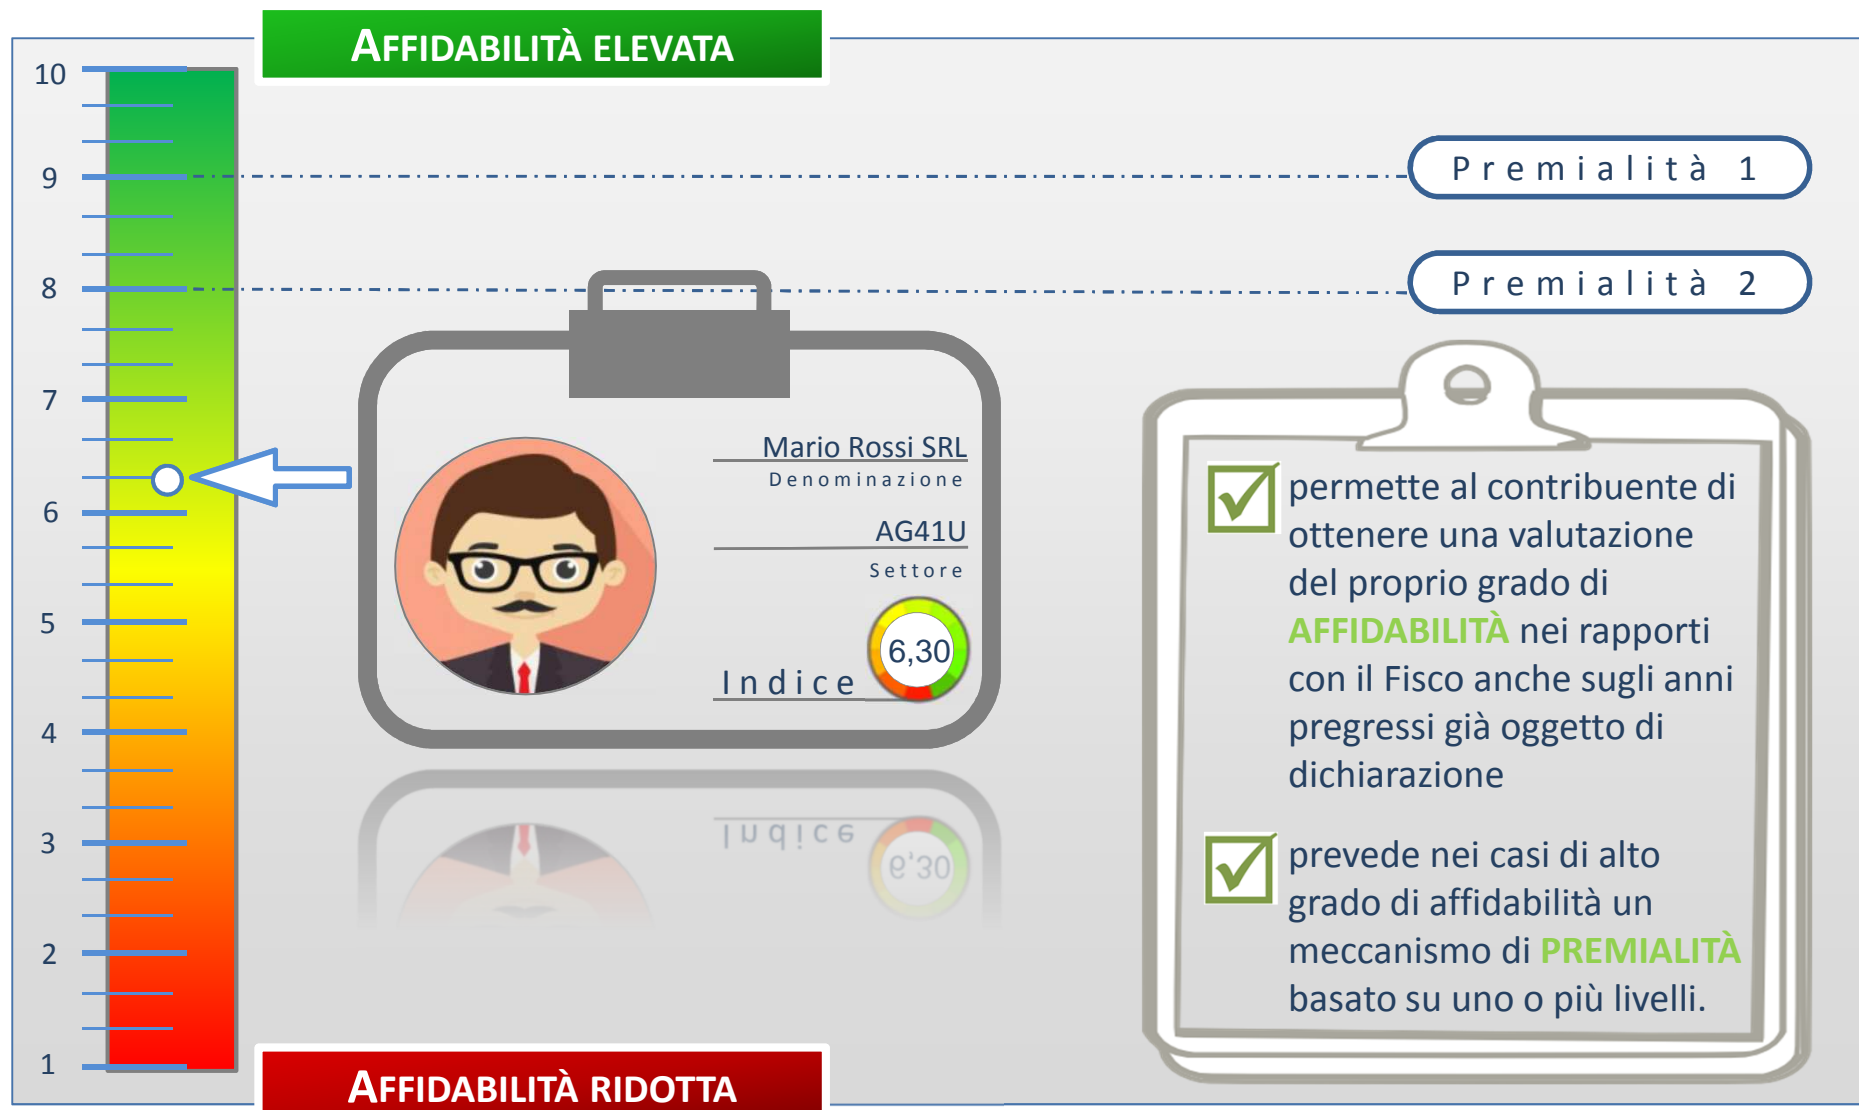 AFFIDABILITÀ ELEVATA
10
9
8
7
6
5
4
3
2
1
Premialità 1
Premialità 2
Mario Rossi SRL
Denominazione
AG41U
Settore
6,30
Indice
Indice
6,30
permette al contribuente di
ottenere una valutazione
del proprio grado di
AFFIDABILITÀ nei rapporti
con il Fisco anche sugli anni
pregressi già oggetto di
dichiarazione
prevede nei casi di alto
grado di affidabilità un
meccanismo di PREMIALITÀ
basato su uno o più livelli.
AFFIDABILITÀ RIDOTTA